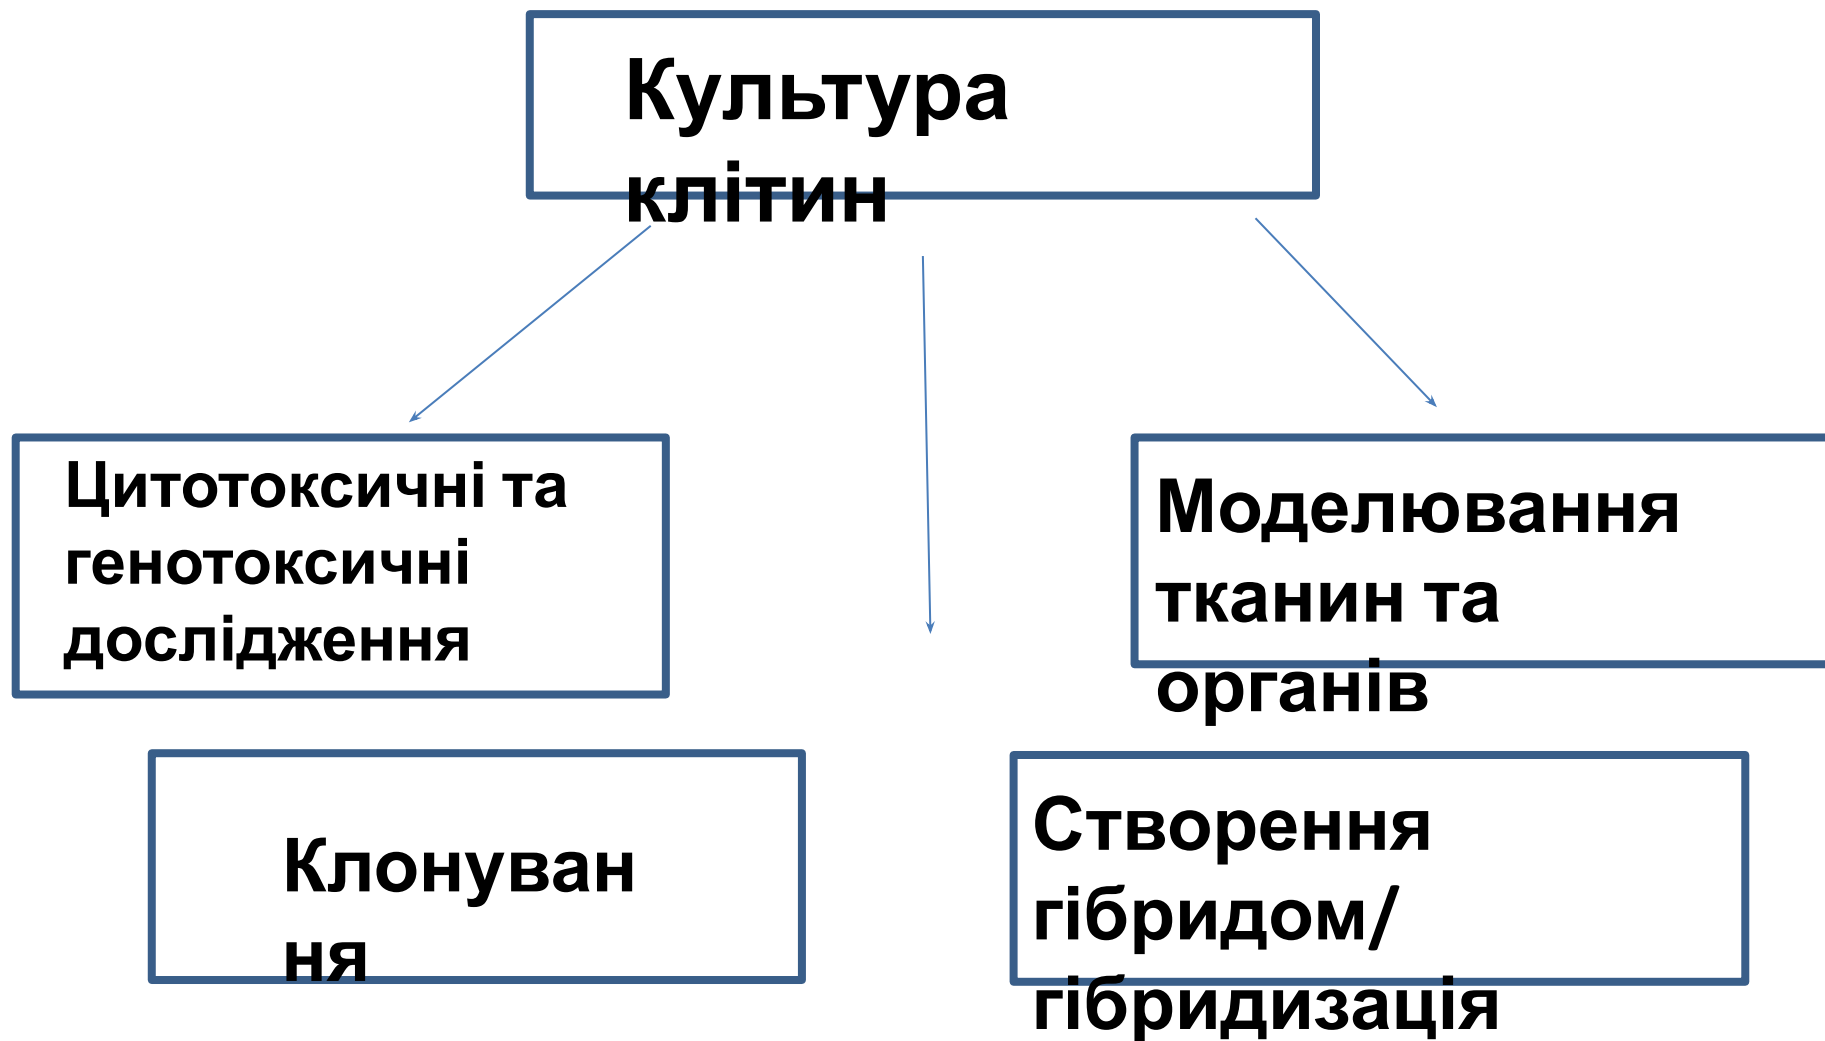 Культура
клітин
Цитотоксичні та
генотоксичні
дослідження
Моделювання
тканин та
органів
Клонуван
ня
Створення
гібридом/
гібридизація